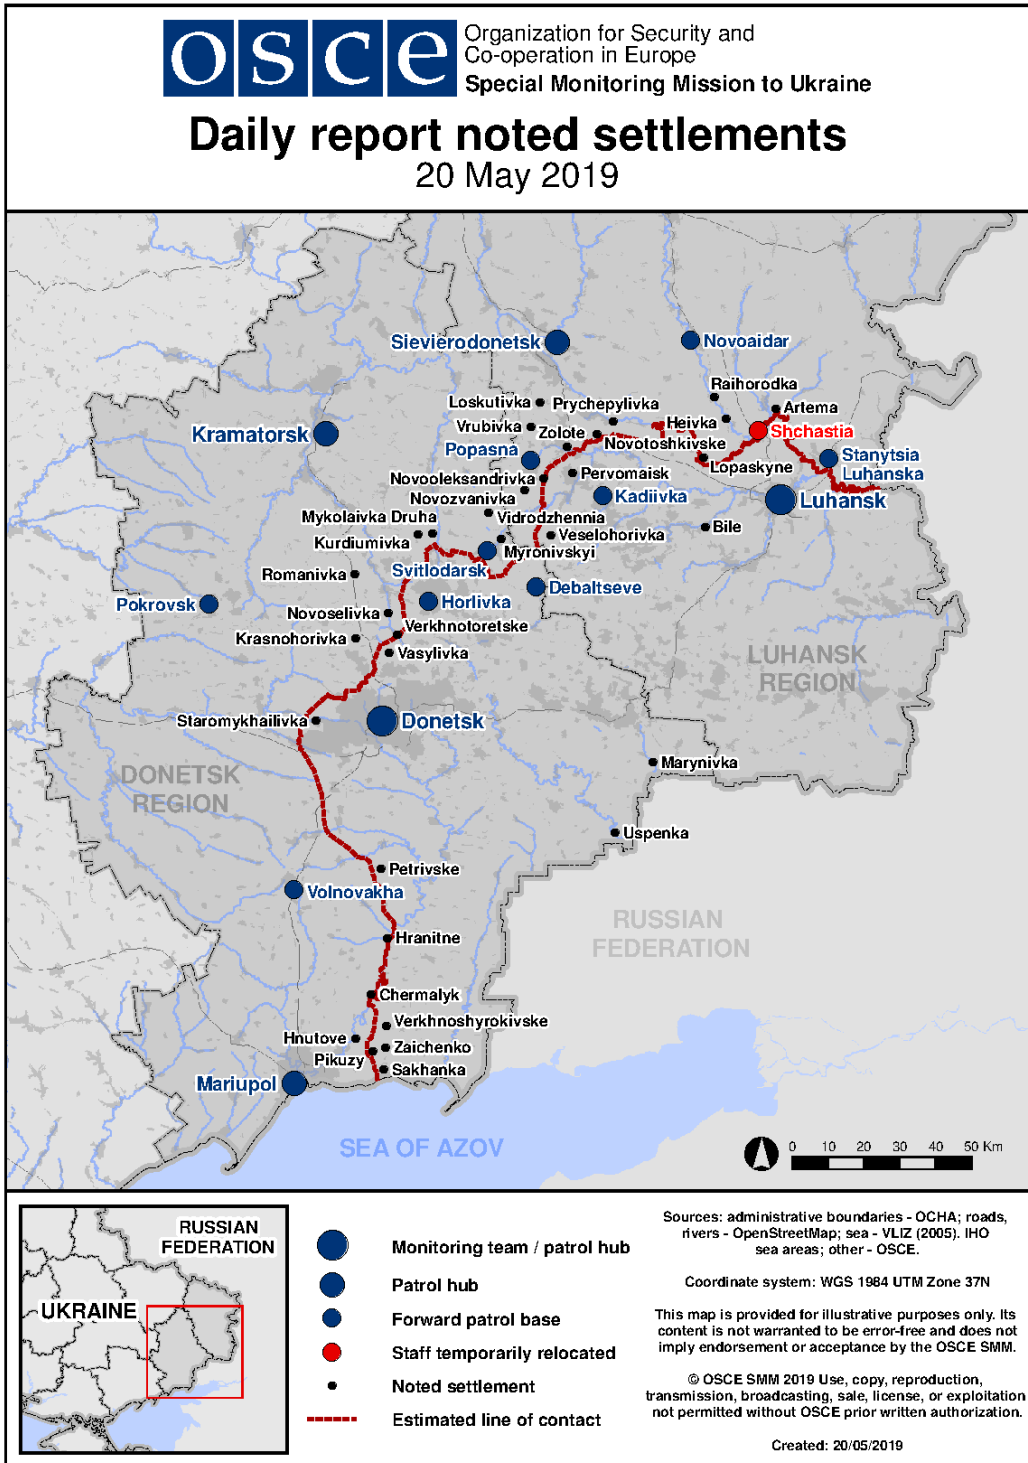 osce
Organization for Security and
Co-operation in Europe
Special Monitoring Mission to Ukraine
Daily report noted settlements
20 May 2019
Sievierodonetsk
Novoaidar
Raihorodka
Loskutivka
Prychepylivka
Artema
Heivka
Kramatorsk
Vrubivka
Zolote
Shchastia
Novotoshkivske
Popasna
Stanytsia
Luhanska
Lopaskyne
Novooleksandrivka
Pervomaisk
Novozvanivka
Kadiivka
Luhansk
Mykolaivka Druha
Vidrodzhennia
Bile
Kurdiumivka
Veselohorivka
Myronivskyi
Svitlodarsk
Romanivka
Debaltseve
Pokrovsk
Horlivka
Novoselivka
Verkhnotoretske
Krasnohorivka
Vasylivka
LUHANSK
REGION
Staromykhailivka
Donetsk
Marynivka
DONETSK
REGION
Uspenka
Petrivske
Volnovakha
RUSSIAN
FEDERATION
Hranitne
Chermalyk
Verkhnoshyrokivske
Hnutove
Zaichenko
Pikuzy
Sakhanka
Mariupol
SEA OF AZOV
0 10 20 30 40 50 Km
RUSSIAN
FEDERATION
UKRAINE
Monitoring team / patrol hub
Patrol hub
Forward patrol base
Staff temporarily relocated
Noted settlement
Estimated line of contact
Sources: administrative boundaries - OCHA; roads,
rivers - OpenStreetMap; sea - VLIZ (2005). IHO
sea areas; other - OSCE.
Coordinate system: WGS 1984 UTM Zone 37N
This map is provided for illustrative purposes only. Its
content is not warranted to be error-free and does not
imply endorsement or acceptance by the OSCE SMM.
© OSCE SMM 2019 Use, copy, reproduction,
transmission, broadcasting, sale, license, or exploitation
not permitted without OSCE prior written authorization.
Created: 20/05/2019